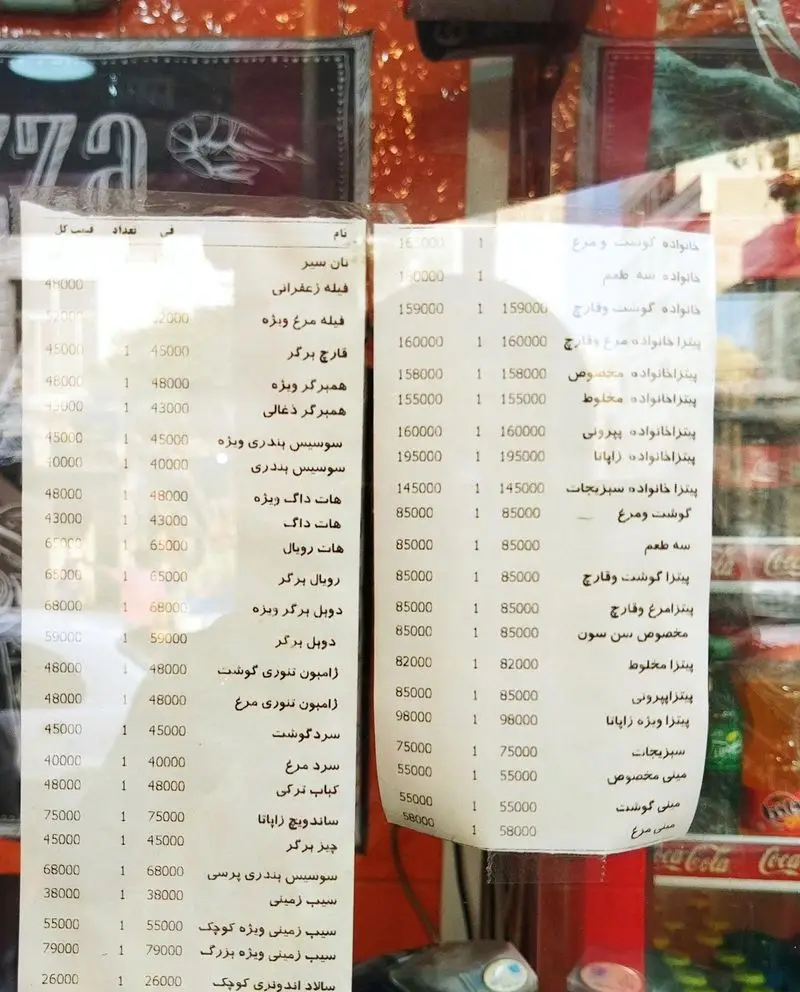 zza
نام فی تعداد قیمت کل
نان سیر
فیله زعفرانی 48000
فیله مرغ ویژه
قارچ برگر 45000 1 45000
همبرگر ویژه 48000 48000
همبرگر ذغالی 43000
سوسیس بندری ویژه 45000 1 45000
سوسیس بندری 40000 1
هات داگ ویژه 48000 1 48000
هات داگ 43000 1 43000
هات رویال 65000 1 65000
رویال برگر 65000 1 65000
دوبل برگر ویژه 68000 1 68000
دوبل برگر 59000 1 59000
ژامبون تنوری گوشت 48000 1 48000
ژامبون تنوری مرغ 48000 1 48000
سردگوشت 45000 1 45000
سرد مرغ 40000 1 40000
کباب ترکی 48000 1 48000
ساندویچ زاپاتا 75000 1 75000
چیز برگر 45000 1 45000
سوسیس بندری پرسی 68000 1 68000
سیب زمینی 38000 1 38000
سیب زمینی ویژه کوچک 55000 1 55000
سیب زمینی ویژه بزرگ 79000 1 79000
سالاد اندونزی کوچک 26000 1 26000
خانواده گوشت و مرغ 1
خانواده سه طعم 1
خانواده گوشت وقارچ 159000 1 159000
پیتزا خانواده مرغ وقارچ 160000 1 160000
پیتزاخانواده مخصوص 158000 1 158000
پیتزاخانواده مخلوط 155000 1 155000
پیتزاخانواده پپرونی 160000 1 160000
پیتزاخانواده زاپاتا 195000 1 195000
پیتزا خانواده سبزیجات 145000 1 145000
گوشت ومرغ 85000 1 85000
سه طعم 85000 1 85000
پیتزا گوشت وقارچ 85000 1 85000
پیتزامرغ وقارچ 85000 1 85000
مخصوص سن سون 85000 1 85000
پیتزا مخلوط 82000 1 82000
پیتزاپپرونی 85000 1 85000
پیتزا ویژه زاپاتا 98000 1 98000
سبزیجات 75000 1 75000
مینی مخصوص 55000 1 55000
مینی گوشت 55000 1 55000
مینی مرغ 58000 1 58000
Coca-Cola
Coca-Cola Coca